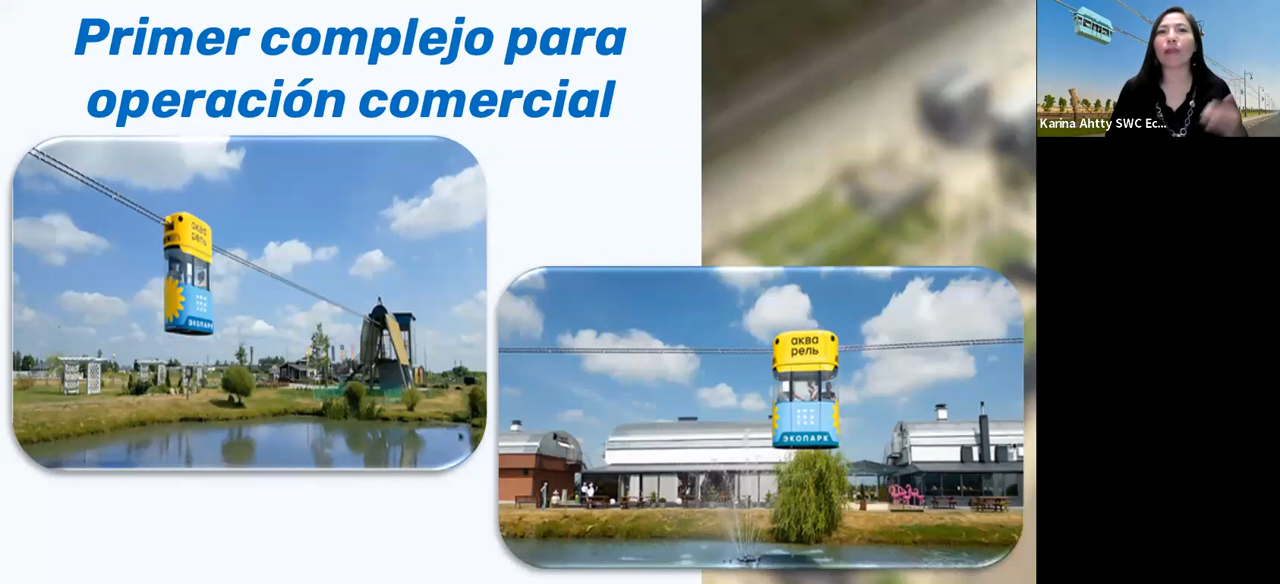 Primer complejo para
operación comercial
аква
рель
ЭКОПАРК
аква
рель
ЭКОПАРК
Karina Ahtty SWC Ec...